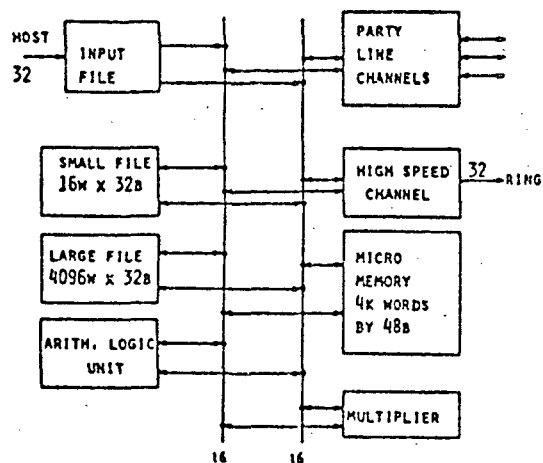 HOST
32
INPUT
FILE
PARTY
LINE
CHANNELS
SMALL FILE
16W x 32B
HIGH SPEED
CHANNEL
32
RING
LARGE FILE
4096W x 32B
MICRO
MEMORY
4K WORDS
BY 48B
ARITH. LOGIC
UNIT
MULTIPLIER
16
16